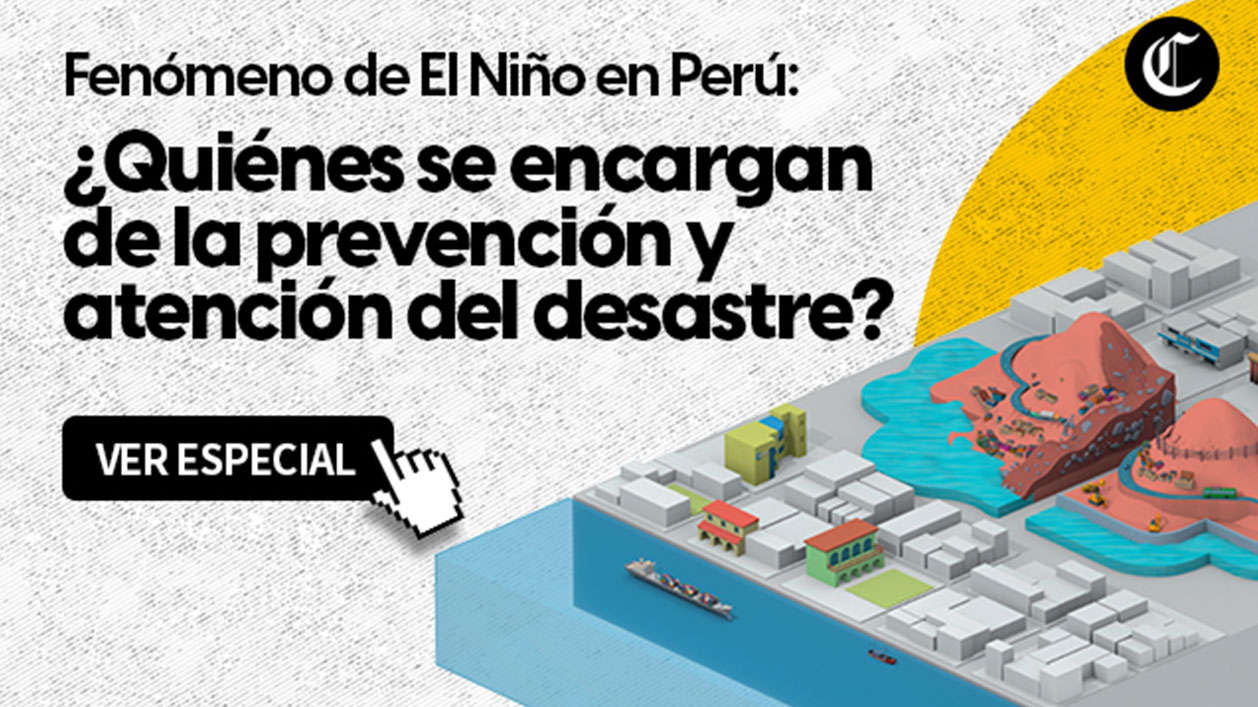 Fenómeno de El Niño en Perú:
¿Quiénes se encargan
de la prevención y
atención del desastre?
VER ESPECIAL
C